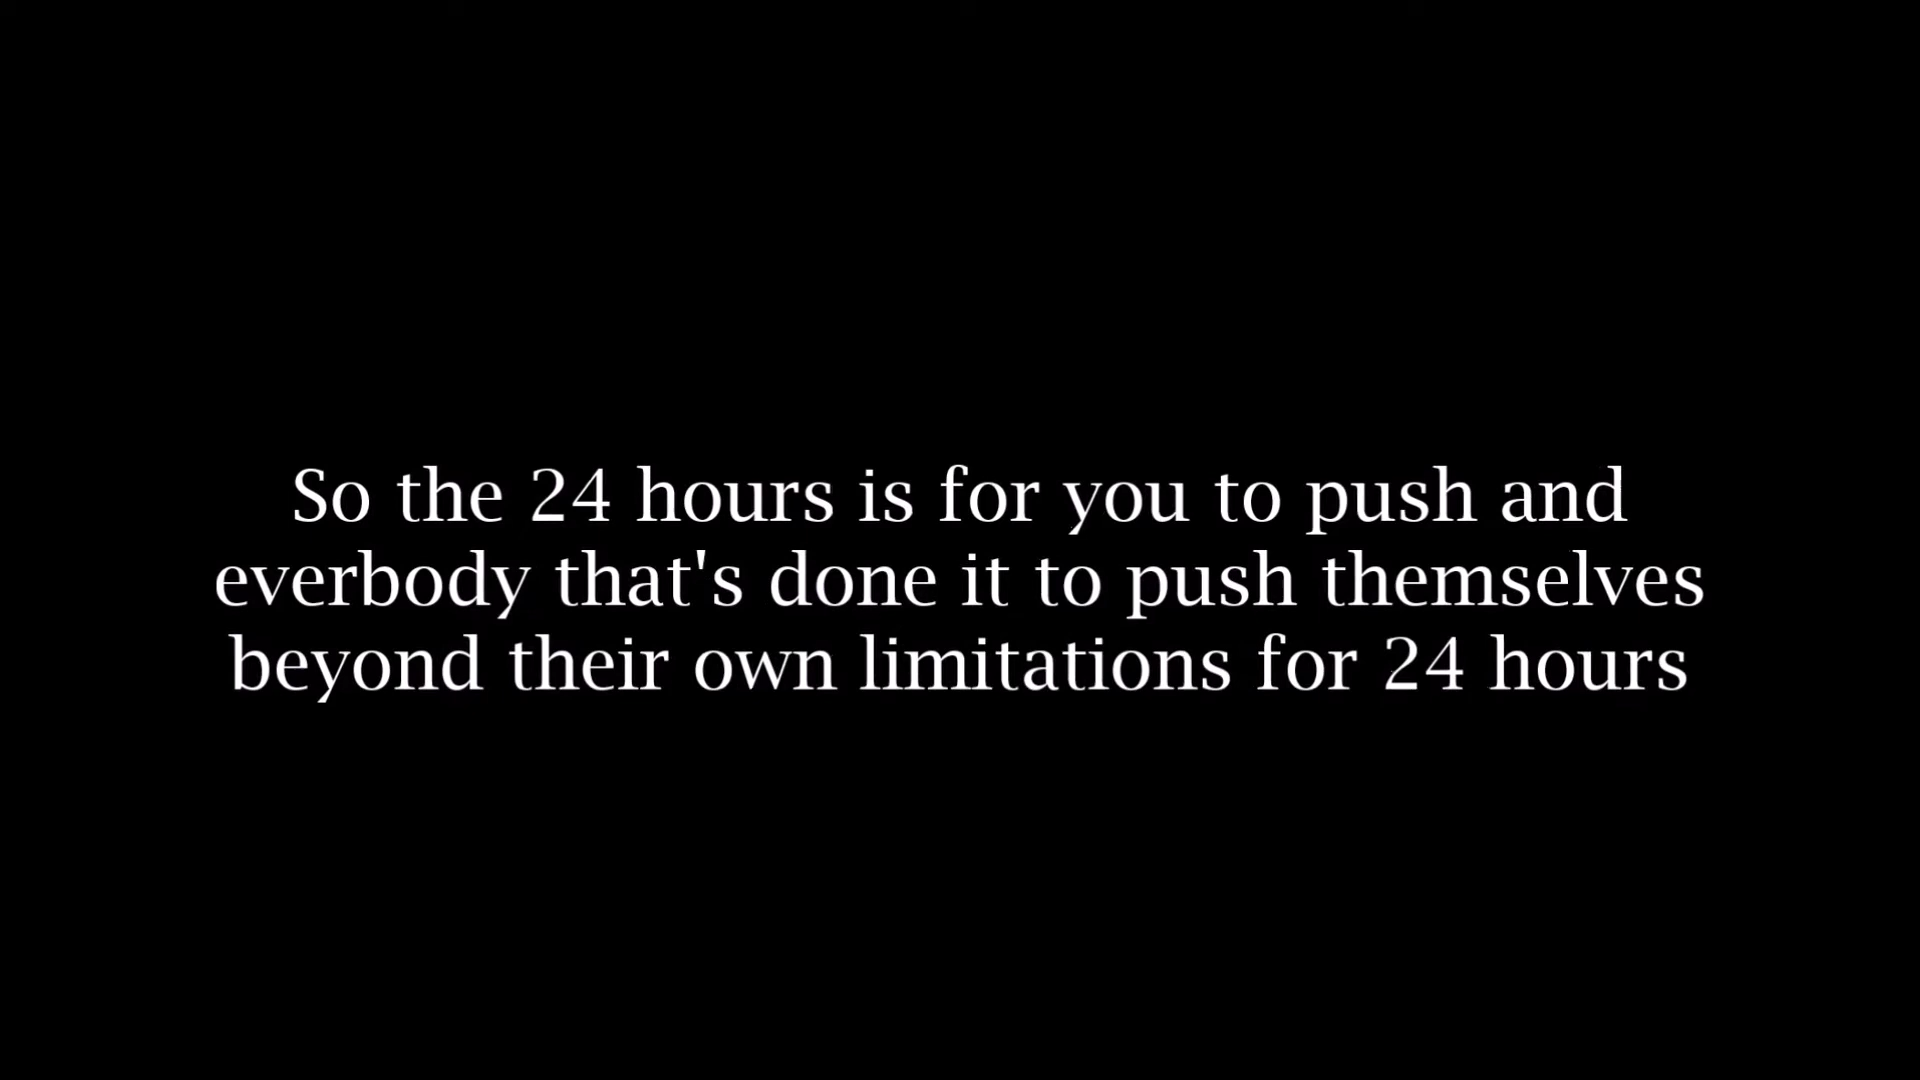 So the 24 hours is for you to push and
everbody that's done it to push themselves
beyond their own limitations for 24 hours